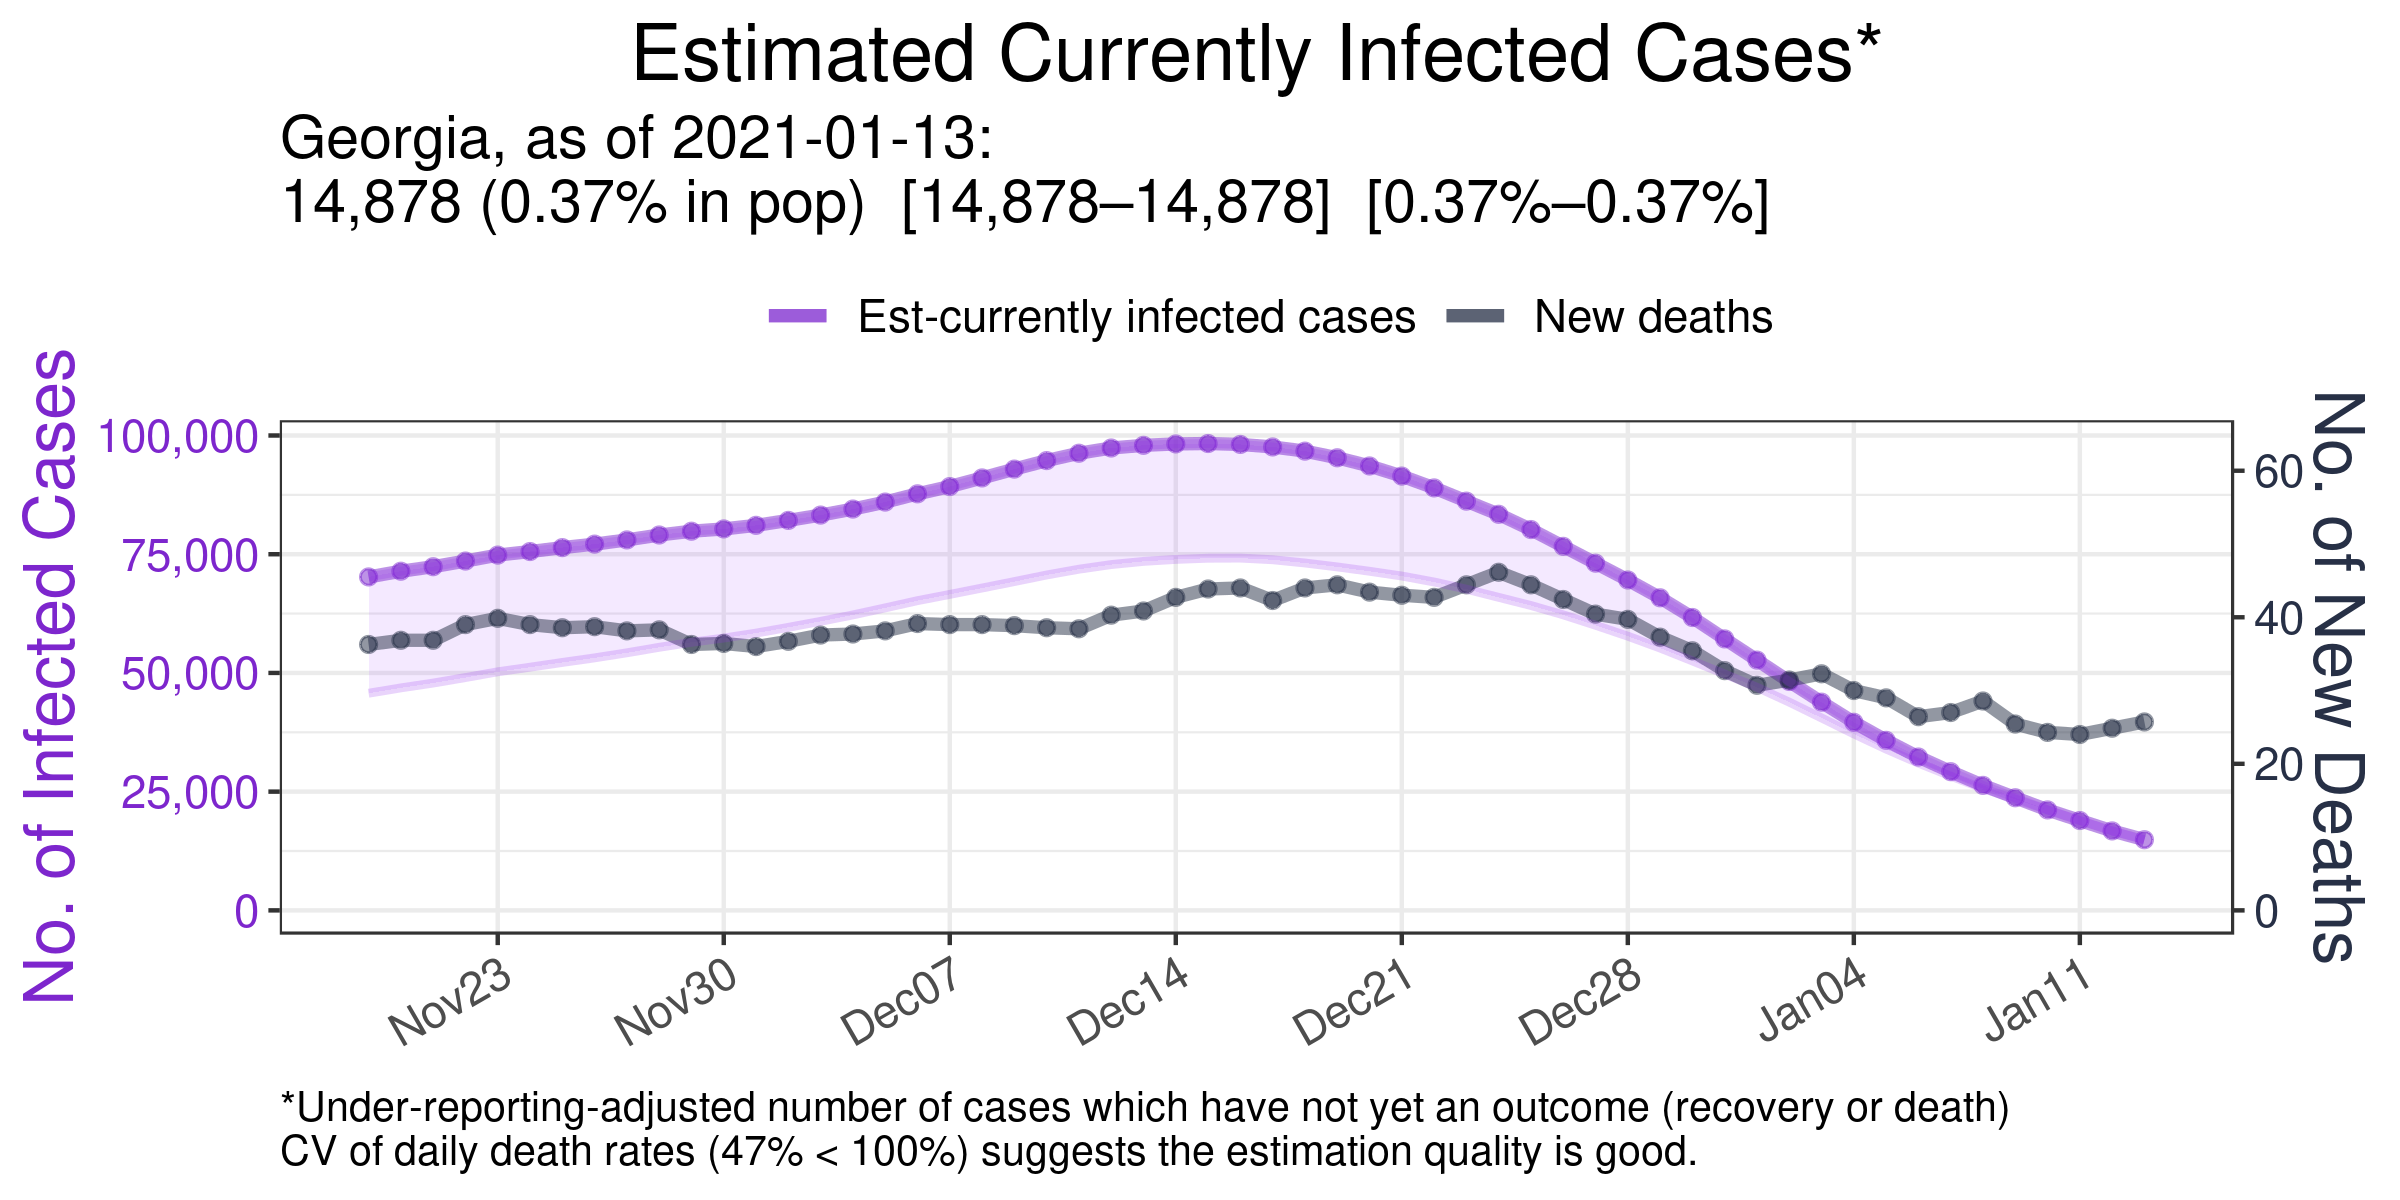 Estimated Currently Infected Cases*
Georgia, as of 2021-01-13:
14,878 (0.37% in pop)  [14,878–14,878]  [0.37%–0.37%]
Est-currently infected cases
New deaths
No. of Infected Cases
100,000
75,000
50,000
25,000
0
No. of New Deaths
60
40
20
0
Nov23
Nov30
Dec07
Dec14
Dec21
Dec28
Jan04
Jan11
*Under-reporting-adjusted number of cases which have not yet an outcome (recovery or death)
CV of daily death rates (47% < 100%) suggests the estimation quality is good.